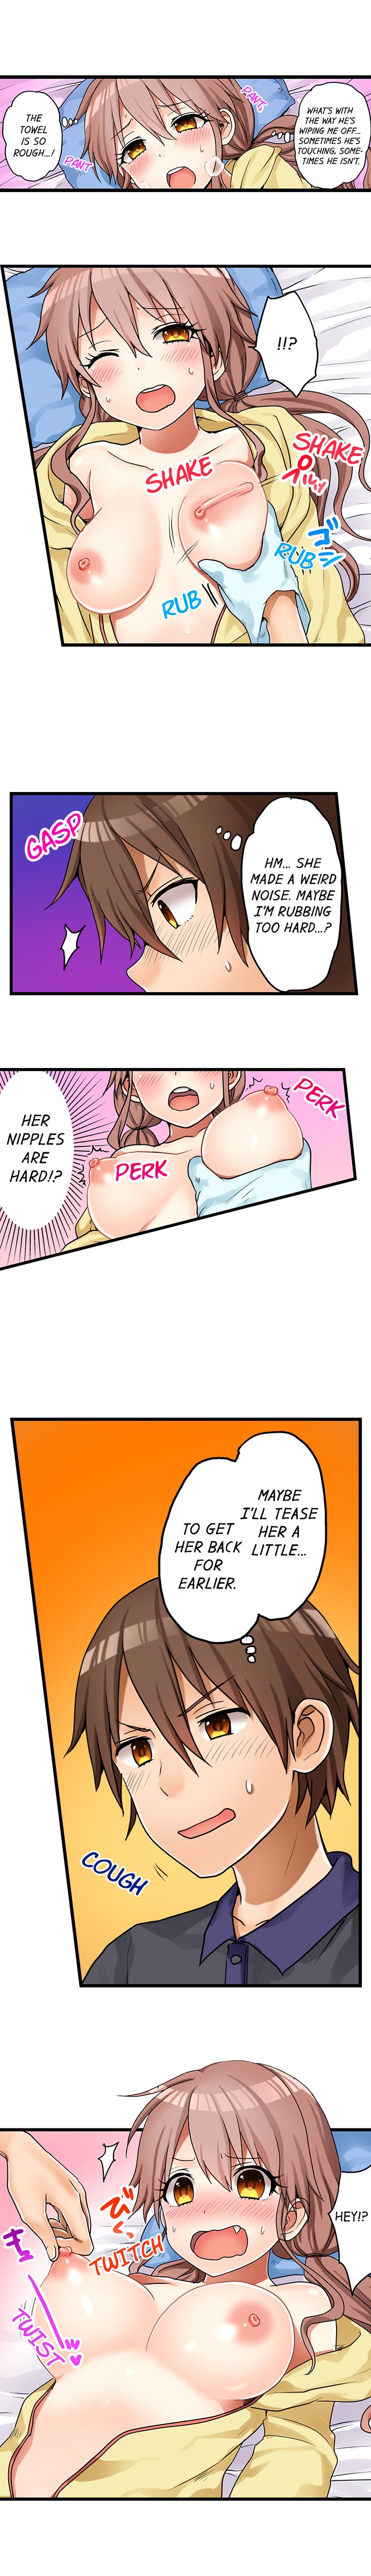 WHAT'S WITH
THE WAY HE'S
WIPING ME OFF...
SOMETIMES HE'S
TOUCHING, SOME-
TIMES HE ISN'T.
PANT
THE
TOWEL
IS SO
ROUGH...!
PANT
!!?
SHAKE
SHAKE
RUB
RUB
GASP
HM... SHE
MADE A WEIRD
NOISE. MAYBE
I'M RUBBING
TOO HARD...?
PERK
PERK
HER
NIPPLES
ARE
HARD!?
MAYBE
I'LL TEASE
HER A
LITTLE...
TO GET
HER BACK
FOR
EARLIER.
COUGH
HEY!?
びくっ
TWITCH
TWIST